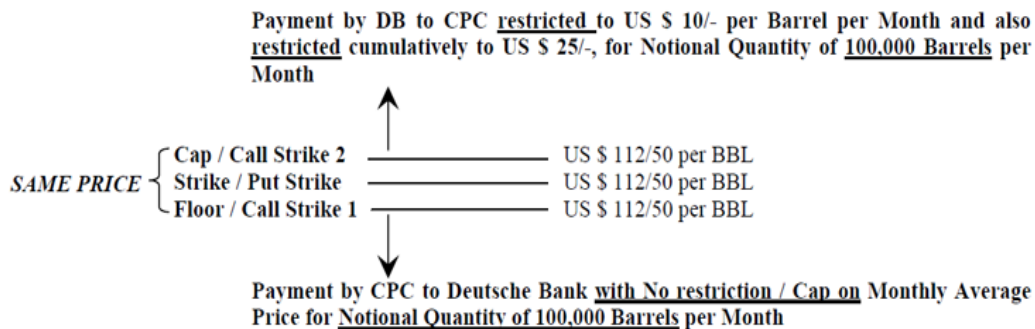 Payment by DB to CPC restricted to US $ 10/- per Barrel per Month and also
restricted cumulatively to US $ 25/-, for Notional Quantity of 100,000 Barrels per
Month
Cap / Call Strike 2 US $ 112/50 per BBL
SAME PRICE Strike / Put Strike US $ 112/50 per BBL
Floor / Call Strike 1 US $ 112/50 per BBL
Payment by CPC to Deutsche Bank with No restriction / Cap on Monthly Average
Price for Notional Quantity of 100,000 Barrels per Month